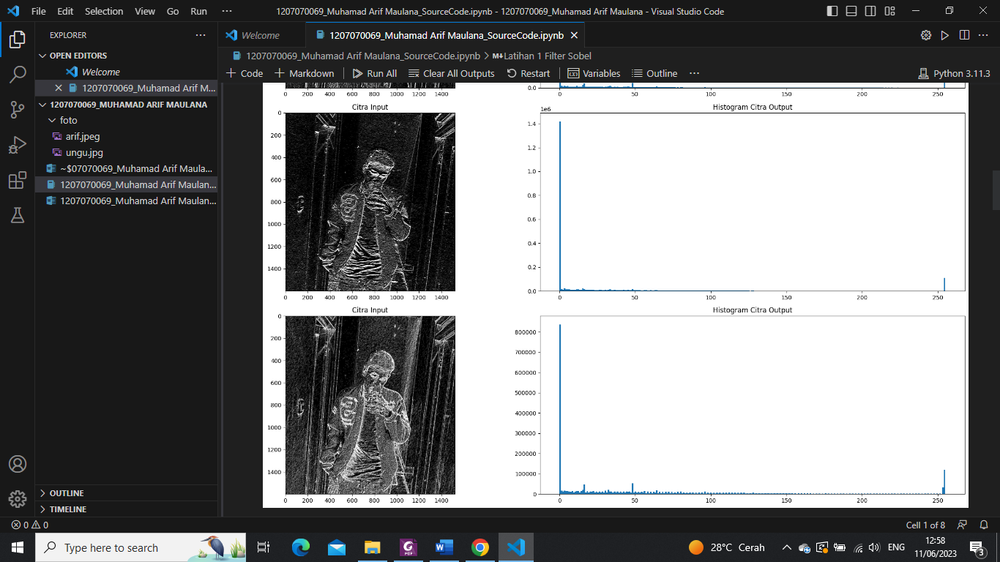 File Edit Selection View Go Run ··· 1207070069_Muhamad Arif Maulana_SourceCode.ipynb - 1207070069_Muhamad Arif Maulana - Visual Studio Code
EXPLORER ···
Welcome
1207070069_Muhamad Arif Maulana_SourceCode.ipynb
OPEN EDITORS
Welcome
1207070069_Muhamad Arif M...
1207070069_MUHAMAD ARIF MAULANA
foto
arif.jpeg
ungu.jpg
~$07070069_Muhamad Arif Maula...
1207070069_Muhamad Arif Maulan...
1207070069_Muhamad Arif Maulan...
OUTLINE
TIMELINE
1207070069_Muhamad Arif Maulana_SourceCode.ipynb > M↓Latihan 1 Filter Sobel
+ Code + Markdown Run All Clear All Outputs Restart Variables Outline ··· Python 3.11.3
0.0
0 200 400 600 800 1000 1200 1400
0 50 100 150 200 250
Citra Input
0
200
400
600
800
1000
1200
1400
0 200 400 600 800 1000 1200 1400
Histogram Citra Output
1e6
1.4
1.2
1.0
0.8
0.6
0.4
0.2
0.0
0 50 100 150 200 250
Citra Input
0
200
400
600
800
1000
1200
1400
0 200 400 600 800 1000 1200 1400
Histogram Citra Output
800000
700000
600000
500000
400000
300000
200000
100000
0
0 50 100 150 200 250
0 0 Cell 1 of 8
Type here to search
28°C Cerah
ENG
12:58
11/06/2023
3